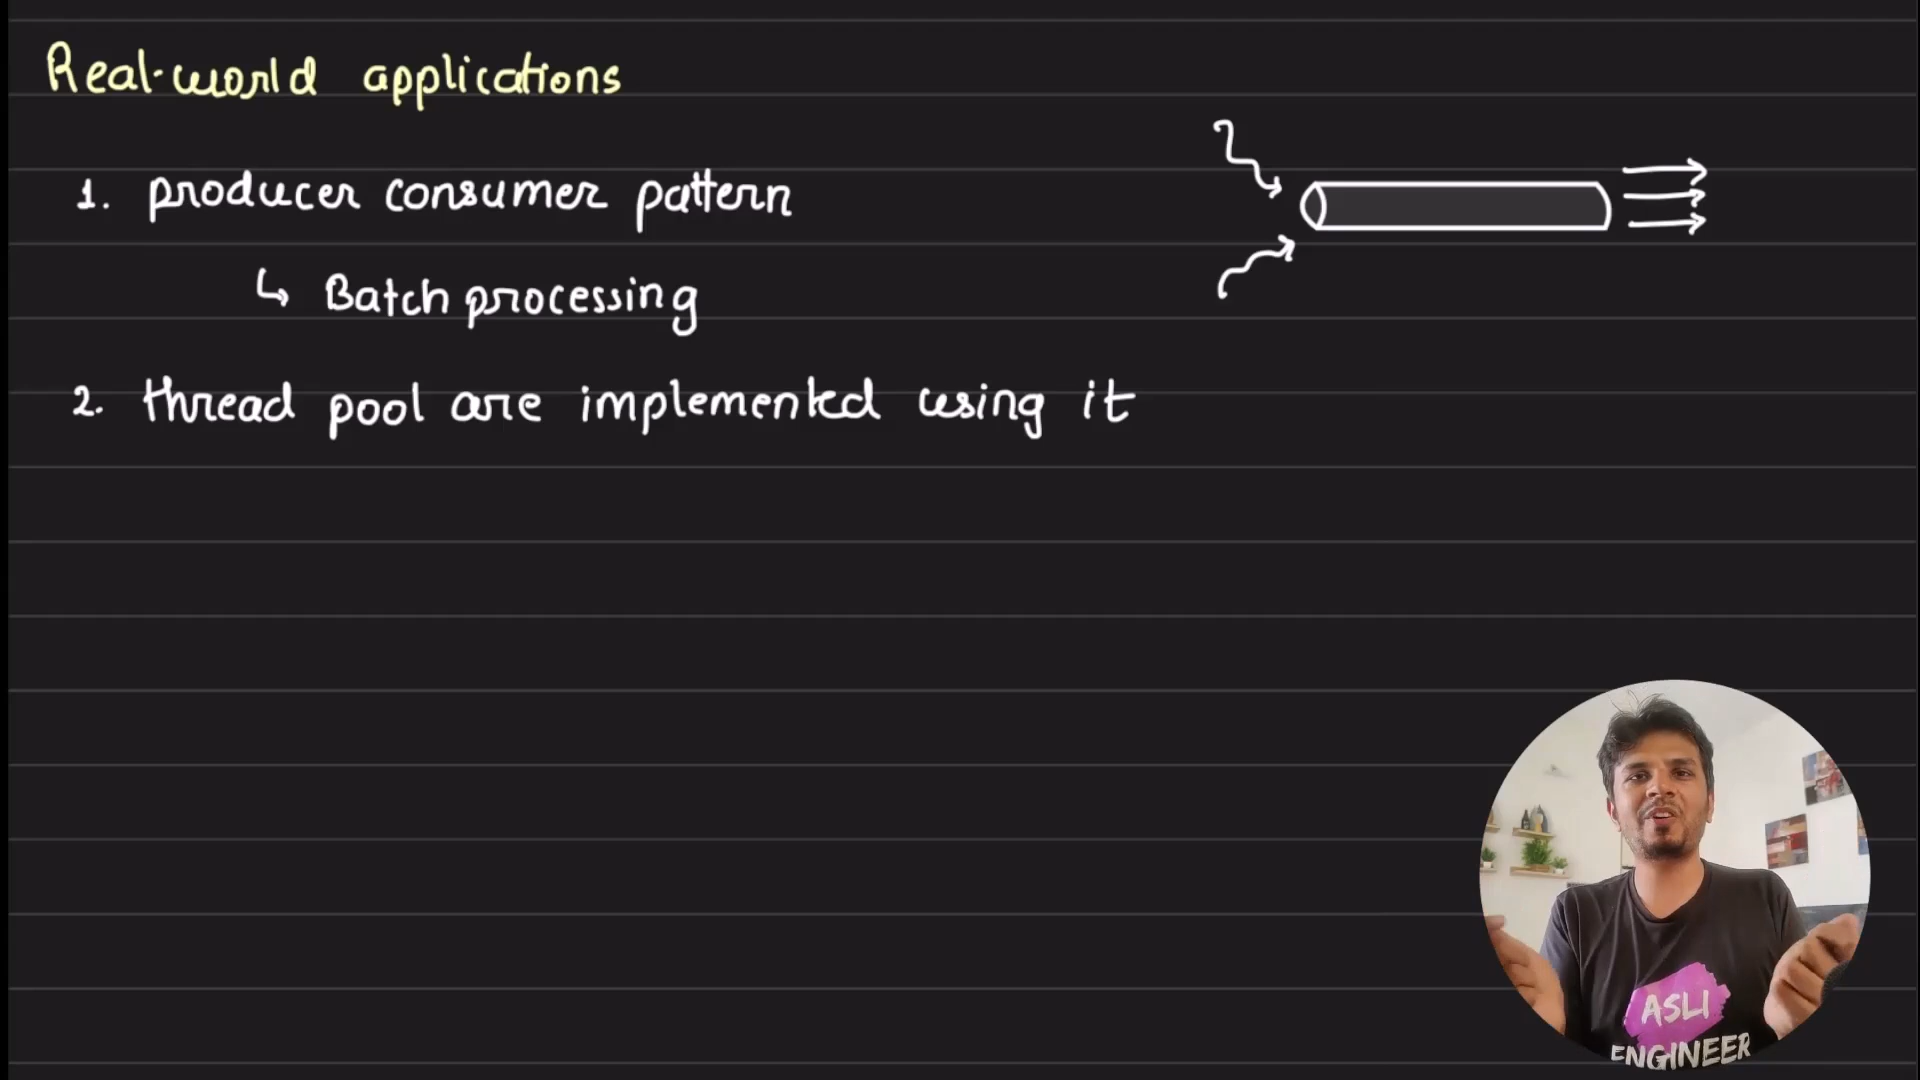 Real-world applications
1. producer consumer pattern
↳ Batch processing
2. thread pool are implemented using it
ASLI
ENGINEER